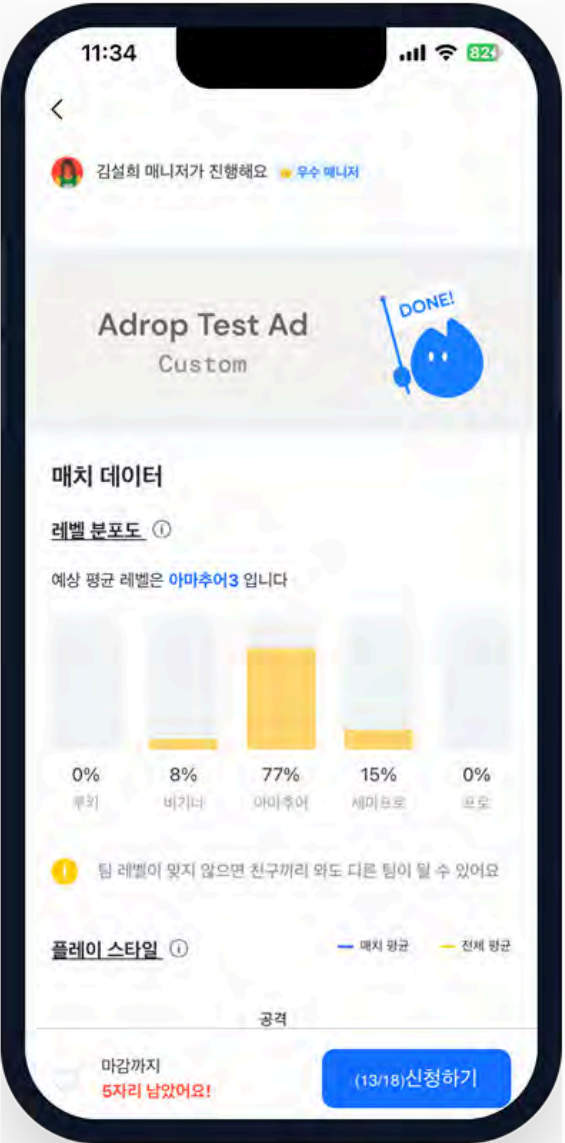 11:34
82
김설희 매니저가 진행해요 우수 매니저
Adrop Test Ad
Custom
DONE!
매치 데이터
레벨 분포도
예상 평균 레벨은 아마추어3 입니다
0% 8% 77% 15% 0%
루키 비기너 아마추어 세미프로 프로
팀 레벨이 맞지 않으면 친구끼리 와도 다른 팀이 될 수 있어요
플레이 스타일 매치 평균 전체 평균
공격
마감까지
5자리 남았어요!
(13/18)신청하기